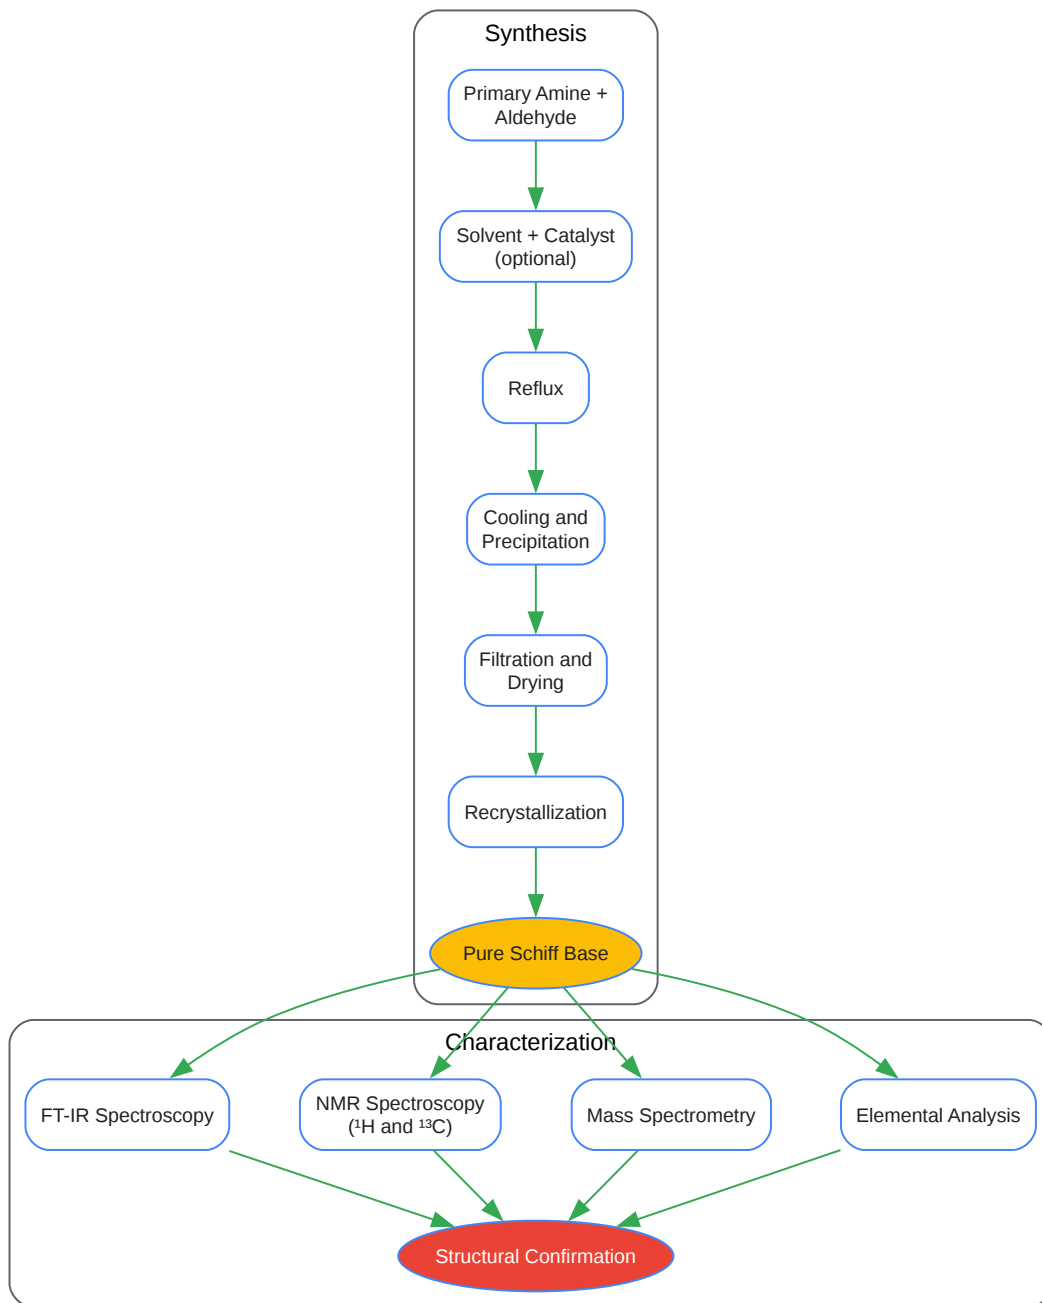 Synthesis
Primary Amine +
Aldehyde
Solvent + Catalyst
(optional)
Reflux
Cooling and
Precipitation
Filtration and
Drying
Recrystallization
Pure Schiff Base
Characterization
FT-IR Spectroscopy
NMR Spectroscopy
(¹H and ¹³C)
Mass Spectrometry
Elemental Analysis
Structural Confirmation